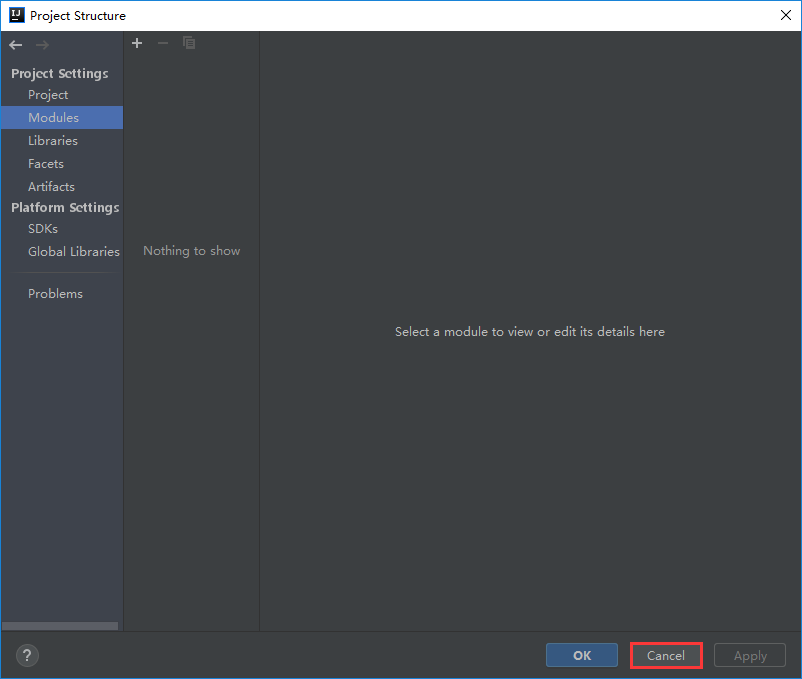 IJ
Project Structure
Project Settings
Project
Modules
Libraries
Facets
Artifacts
Platform Settings
SDKs
Global Libraries
Problems
Nothing to show
Select a module to view or edit its details here
?
OK
Cancel
Apply